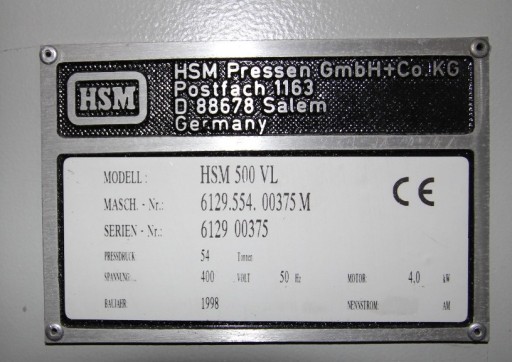 HSM
HSM Pressen GmbH+Co.KG
Postfach 1163
D 88678 Salem
Germany
MODELL: HSM 500 VL
MASCH. - Nr.: 6129.554. 00375 M
SERIEN - Nr.: 6129 00375
CE
PRESSDRUCK 54 Tonnen
SPANNUNG: 400 VOLT 50 Hz MOTOR: 4,0 kW
BAUJAHR 1998 NENNSTROM: AM